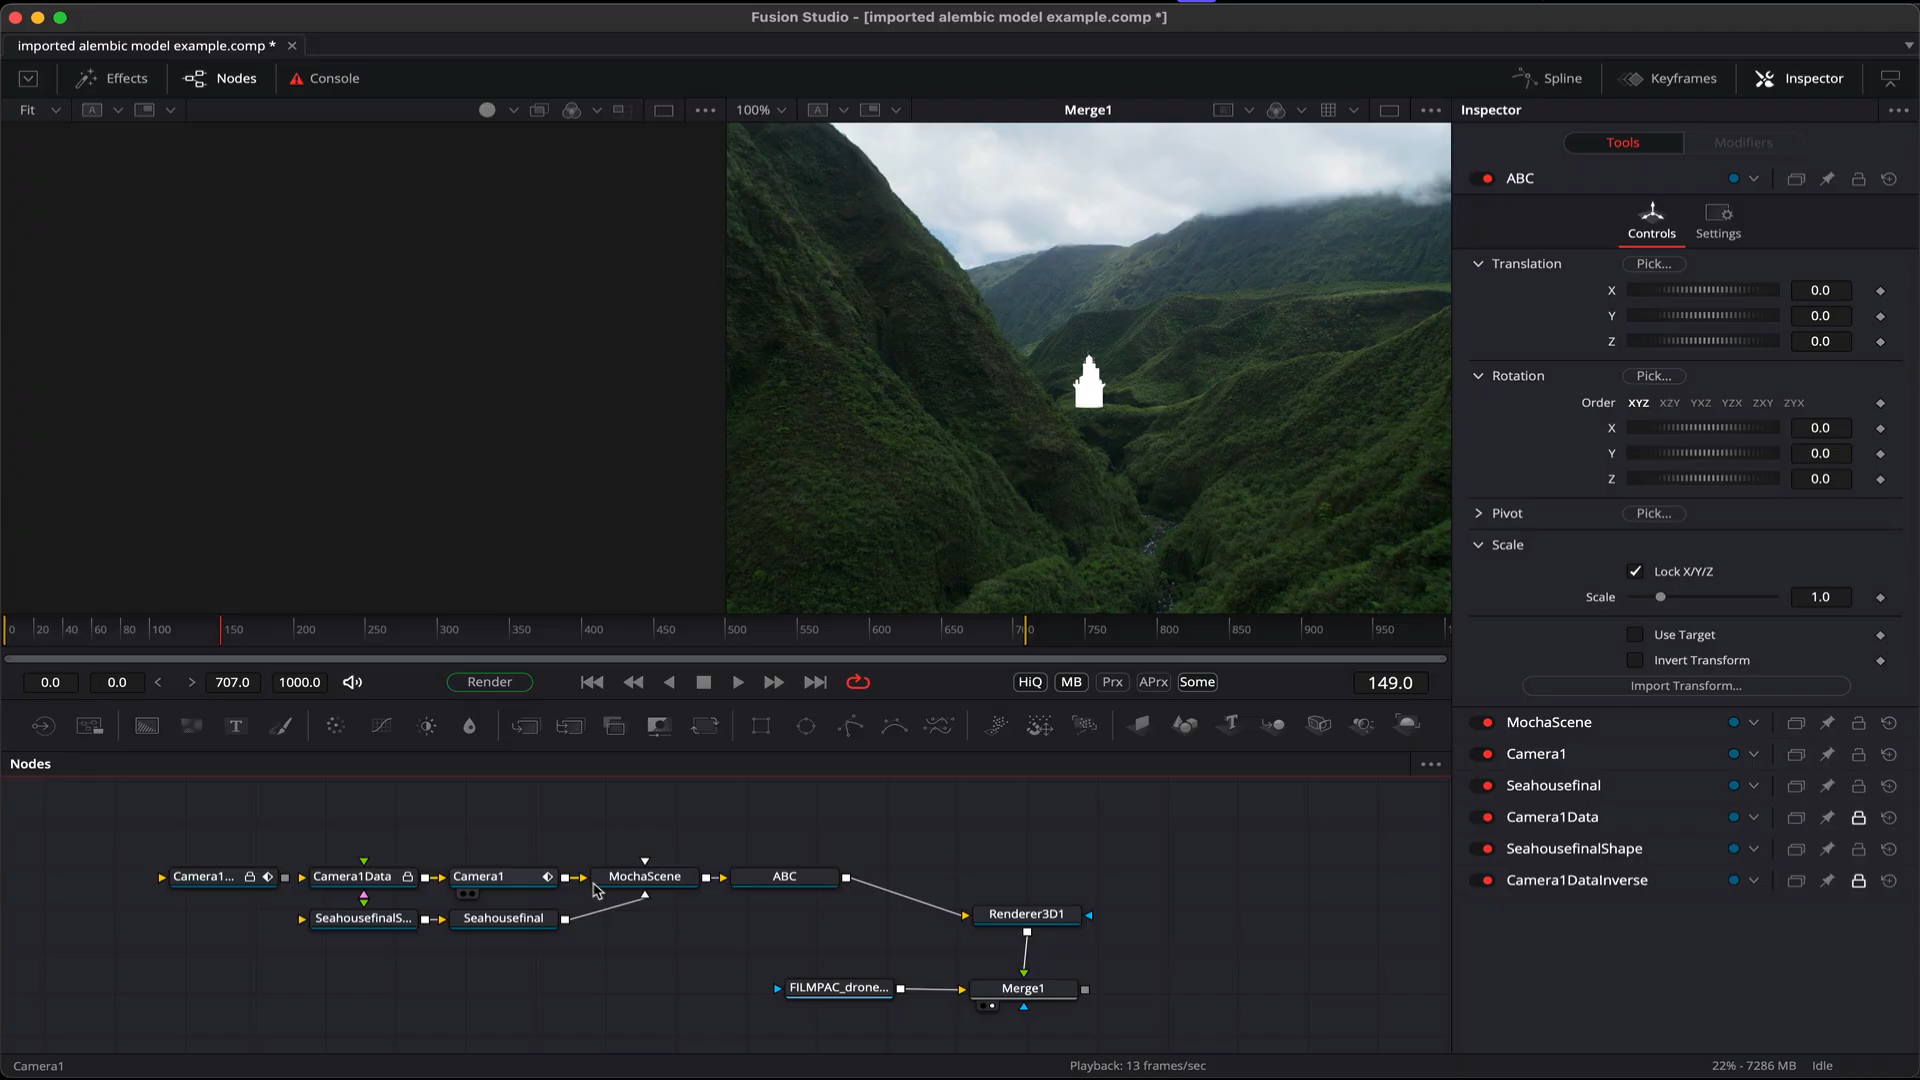 Fusion Studio - [imported alembic model example.comp *]
imported alembic model example.comp *
Effects Nodes Console Spline Keyframes Inspector
Fit 100% Merge1 Inspector
Tools Modifiers
ABC
Controls Settings
Translation Pick...
X 0.0
Y 0.0
Z 0.0
Rotation Pick...
Order XYZ XZY YXZ YZX ZXY ZYX
X 0.0
Y 0.0
Z 0.0
Pivot Pick...
Scale
Lock X/Y/Z
Scale 1.0
Use Target
Invert Transform
Import Transform...
0 20 40 60 80 100 150 200 250 300 350 400 450 500 550 600 650 700 750 800 850 900 950
0.0 0.0 < > 707.0 1000.0 Render HiQ MB Prx APrx Some 149.0
MochaScene
Camera1
Seahousefinal
Camera1Data
SeahousefinalShape
Camera1DataInverse
Nodes
Camera1... Camera1Data Camera1 MochaScene ABC
SeahousefinalS... Seahousefinal Renderer3D1
FILMPAC_drone... Merge1
Camera1 Playback: 13 frames/sec 22% - 7286 MB Idle